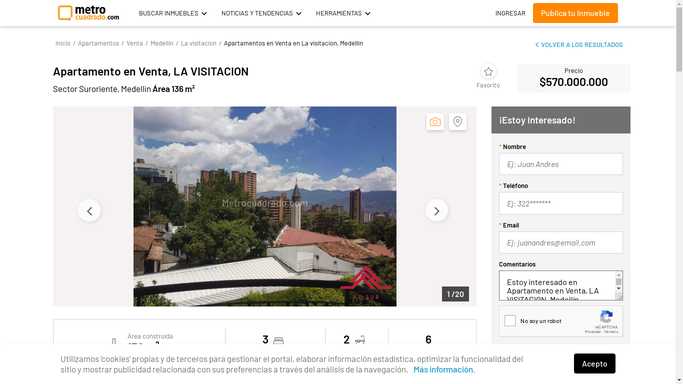 metro
cuadrado.com
BUSCAR INMUEBLES
NOTICIAS Y TENDENCIAS
HERRAMIENTAS
INGRESAR
Publica tu inmueble
Inicio / Apartamentos / Venta / Medellín / La visitacion / Apartamentos en Venta en La visitacion, Medellín
VOLVER A LOS RESULTADOS
Apartamento en Venta, LA VISITACION
Sector Suroriente, Medellín Área 136 m²
Favorito
Precio
$570.000.000
Metrocuadrado.com
1 / 20
¡Estoy Interesado!
* Nombre
Ej: Juan Andres
* Teléfono
Ej: 322*******
* Email
Ej: juanandres@email.com
Comentarios
Estoy interesado en
Apartamento en Venta, LA
VISITACION, Medellín
No soy un robot
reCAPTCHA
Privacidad - Términos
Área construida
3
2
6
Utilizamos 'cookies' propias y de terceros para gestionar el portal, elaborar información estadística, optimizar la funcionalidad del
sitio y mostrar publicidad relacionada con sus preferencias a través del análisis de la navegación. Más información.
Acepto